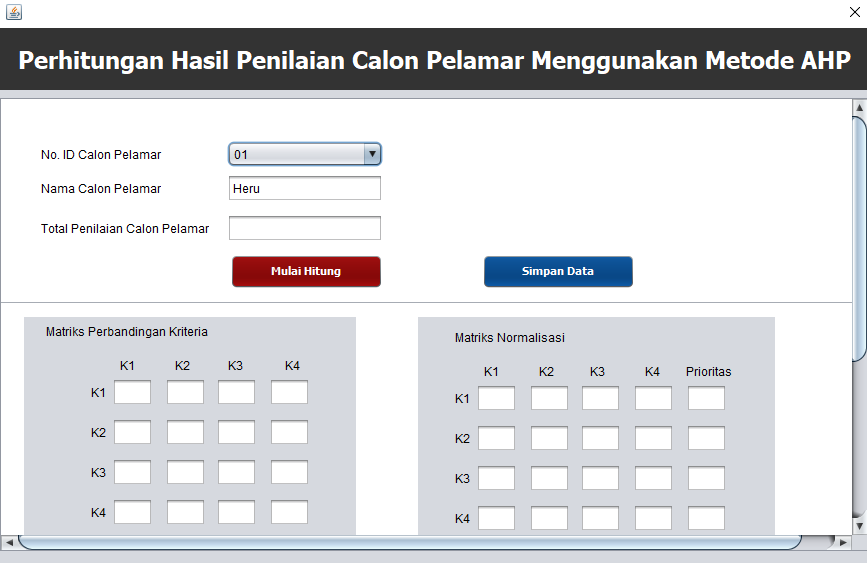 Perhitungan Hasil Penilaian Calon Pelamar Menggunakan Metode AHP
No. ID Calon Pelamar 01
Nama Calon Pelamar Heru
Total Penilaian Calon Pelamar
Mulai Hitung Simpan Data
Matriks Perbandingan Kriteria
K1 K2 K3 K4
K1
K2
K3
K4
Matriks Normalisasi
K1 K2 K3 K4 Prioritas
K1
K2
K3
K4